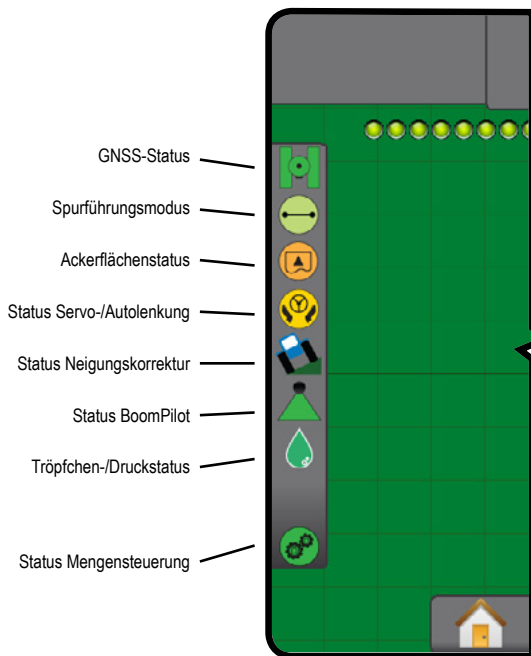 GNSS-Status
Spurführungsmodus
Ackerflächenstatus
Status Servo-/Autolenkung
Status Neigungskorrektur
Status BoomPilot
Tröpfchen-/Druckstatus
Status Mengensteuerung